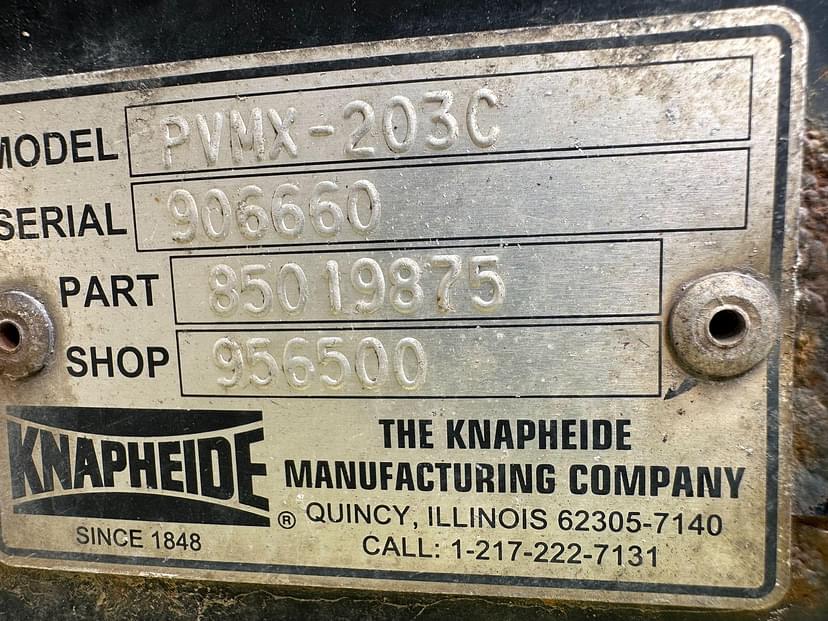 MODEL PVMX-203C
SERIAL 906660
PART 85019875
SHOP 956500
KNAPHEIDE ®
SINCE 1848
THE KNAPHEIDE
MANUFACTURING COMPANY
QUINCY, ILLINOIS 62305-7140
CALL: 1-217-222-7131